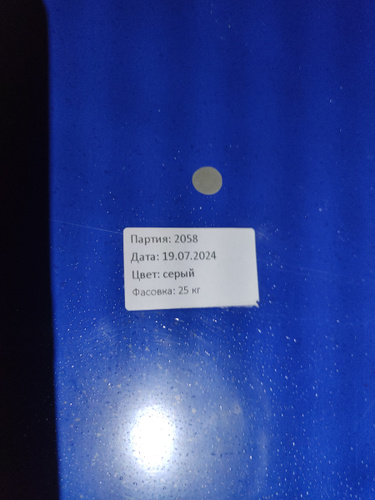 Партия: 2058
Дата: 19.07.2024
Цвет: серый
Фасовка: 25 кг